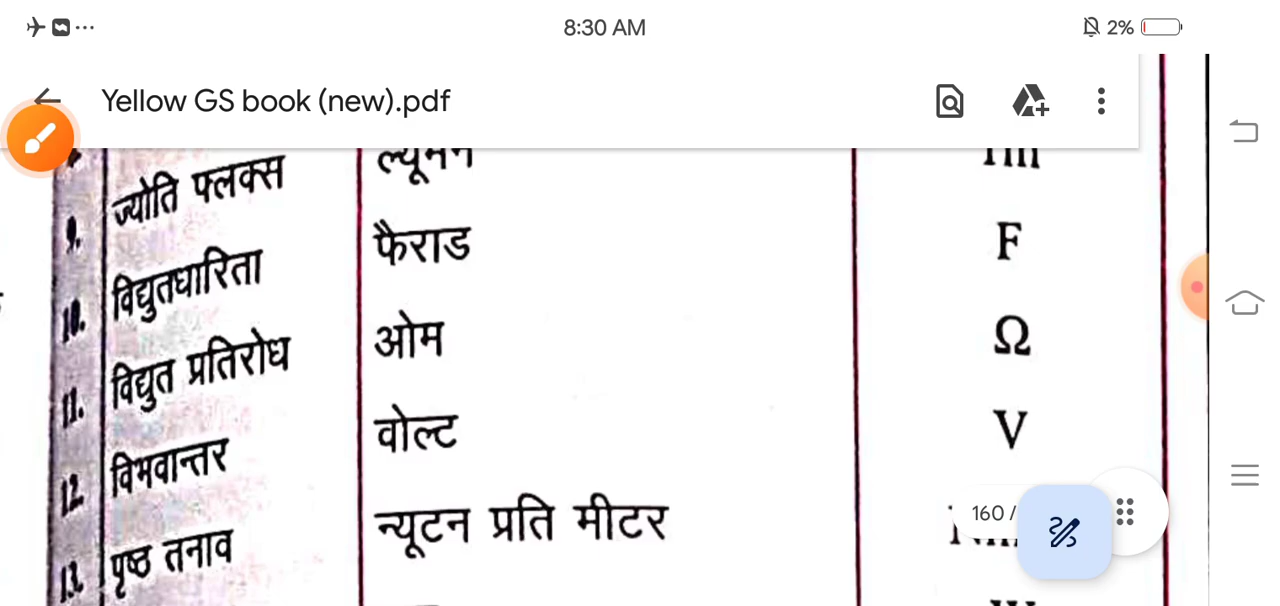 8:30 AM 2%
Yellow GS book (new).pdf
9. ज्योति फ्लक्स ल्यूमेन
10. विद्युतधारिता फैराड F
11. विद्युत प्रतिरोध ओम Ω
12. विभवान्तर वोल्ट V
13. पृष्ठ तनाव न्यूटन प्रति मीटर
160 /